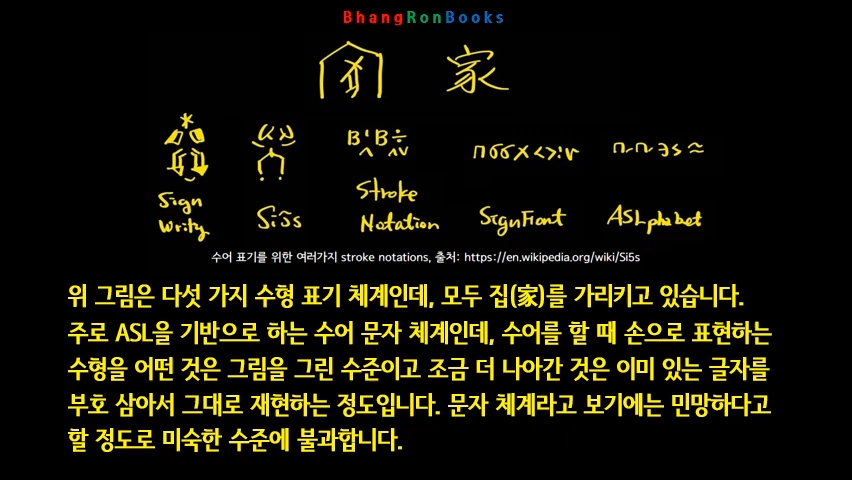 BhangRonBooks
家
Sign Si5s Stroke SignFont ASLphabet
Writing Notation
수어 표기를 위한 여러가지 stroke notations, 출처: https://en.wikipedia.org/wiki/Si5s
위 그림은 다섯 가지 수형 표기 체계인데, 모두 집(家)를 가리키고 있습니다.
주로 ASL을 기반으로 하는 수어 문자 체계인데, 수어를 할 때 손으로 표현하는
수형을 어떤 것은 그림을 그린 수준이고 조금 더 나아간 것은 이미 있는 글자를
부호 삼아서 그대로 재현하는 정도입니다. 문자 체계라고 보기에는 민망하다고
할 정도로 미숙한 수준에 불과합니다.